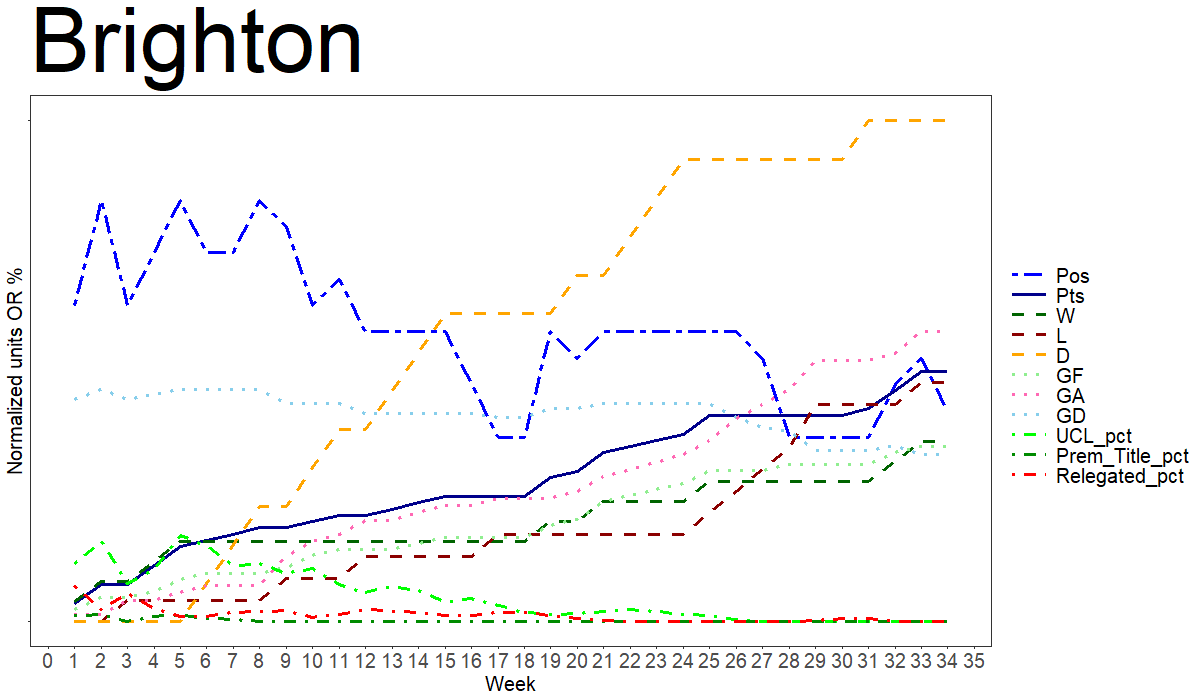 Brighton
Normalized units OR %
Pos
Pts
W
L
D
GF
GA
GD
UCL_pct
Prem_Title_pct
Relegated_pct
0 1 2 3 4 5 6 7 8 9 10 11 12 13 14 15 16 17 18 19 20 21 22 23 24 25 26 27 28 29 30 31 32 33 34 35
Week